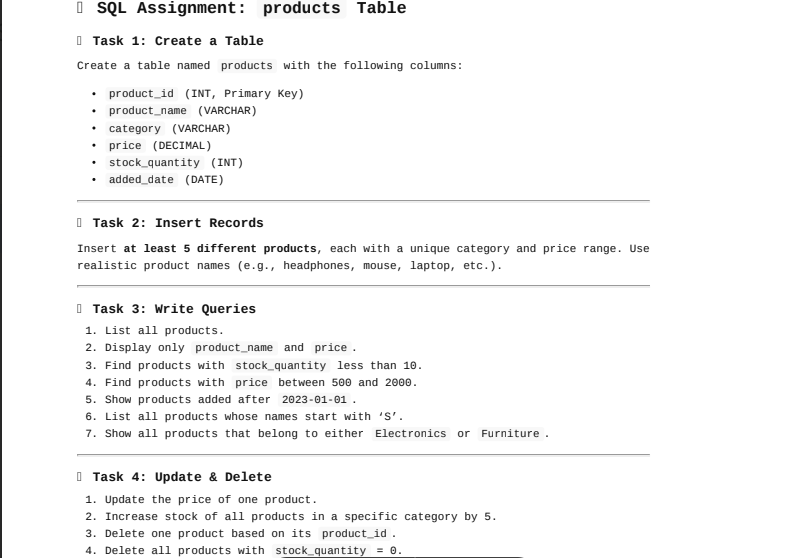 SQL Assignment: products Table
Task 1: Create a Table
Create a table named products with the following columns:
• product_id (INT, Primary Key)
• product_name (VARCHAR)
• category (VARCHAR)
• price (DECIMAL)
• stock_quantity (INT)
• added_date (DATE)
Task 2: Insert Records
Insert at least 5 different products, each with a unique category and price range. Use
realistic product names (e.g., headphones, mouse, laptop, etc.).
Task 3: Write Queries
1. List all products.
2. Display only product_name and price.
3. Find products with stock_quantity less than 10.
4. Find products with price between 500 and 2000.
5. Show products added after 2023-01-01.
6. List all products whose names start with ‘S’.
7. Show all products that belong to either Electronics or Furniture.
Task 4: Update & Delete
1. Update the price of one product.
2. Increase stock of all products in a specific category by 5.
3. Delete one product based on its product_id.
4. Delete all products with stock_quantity = 0.